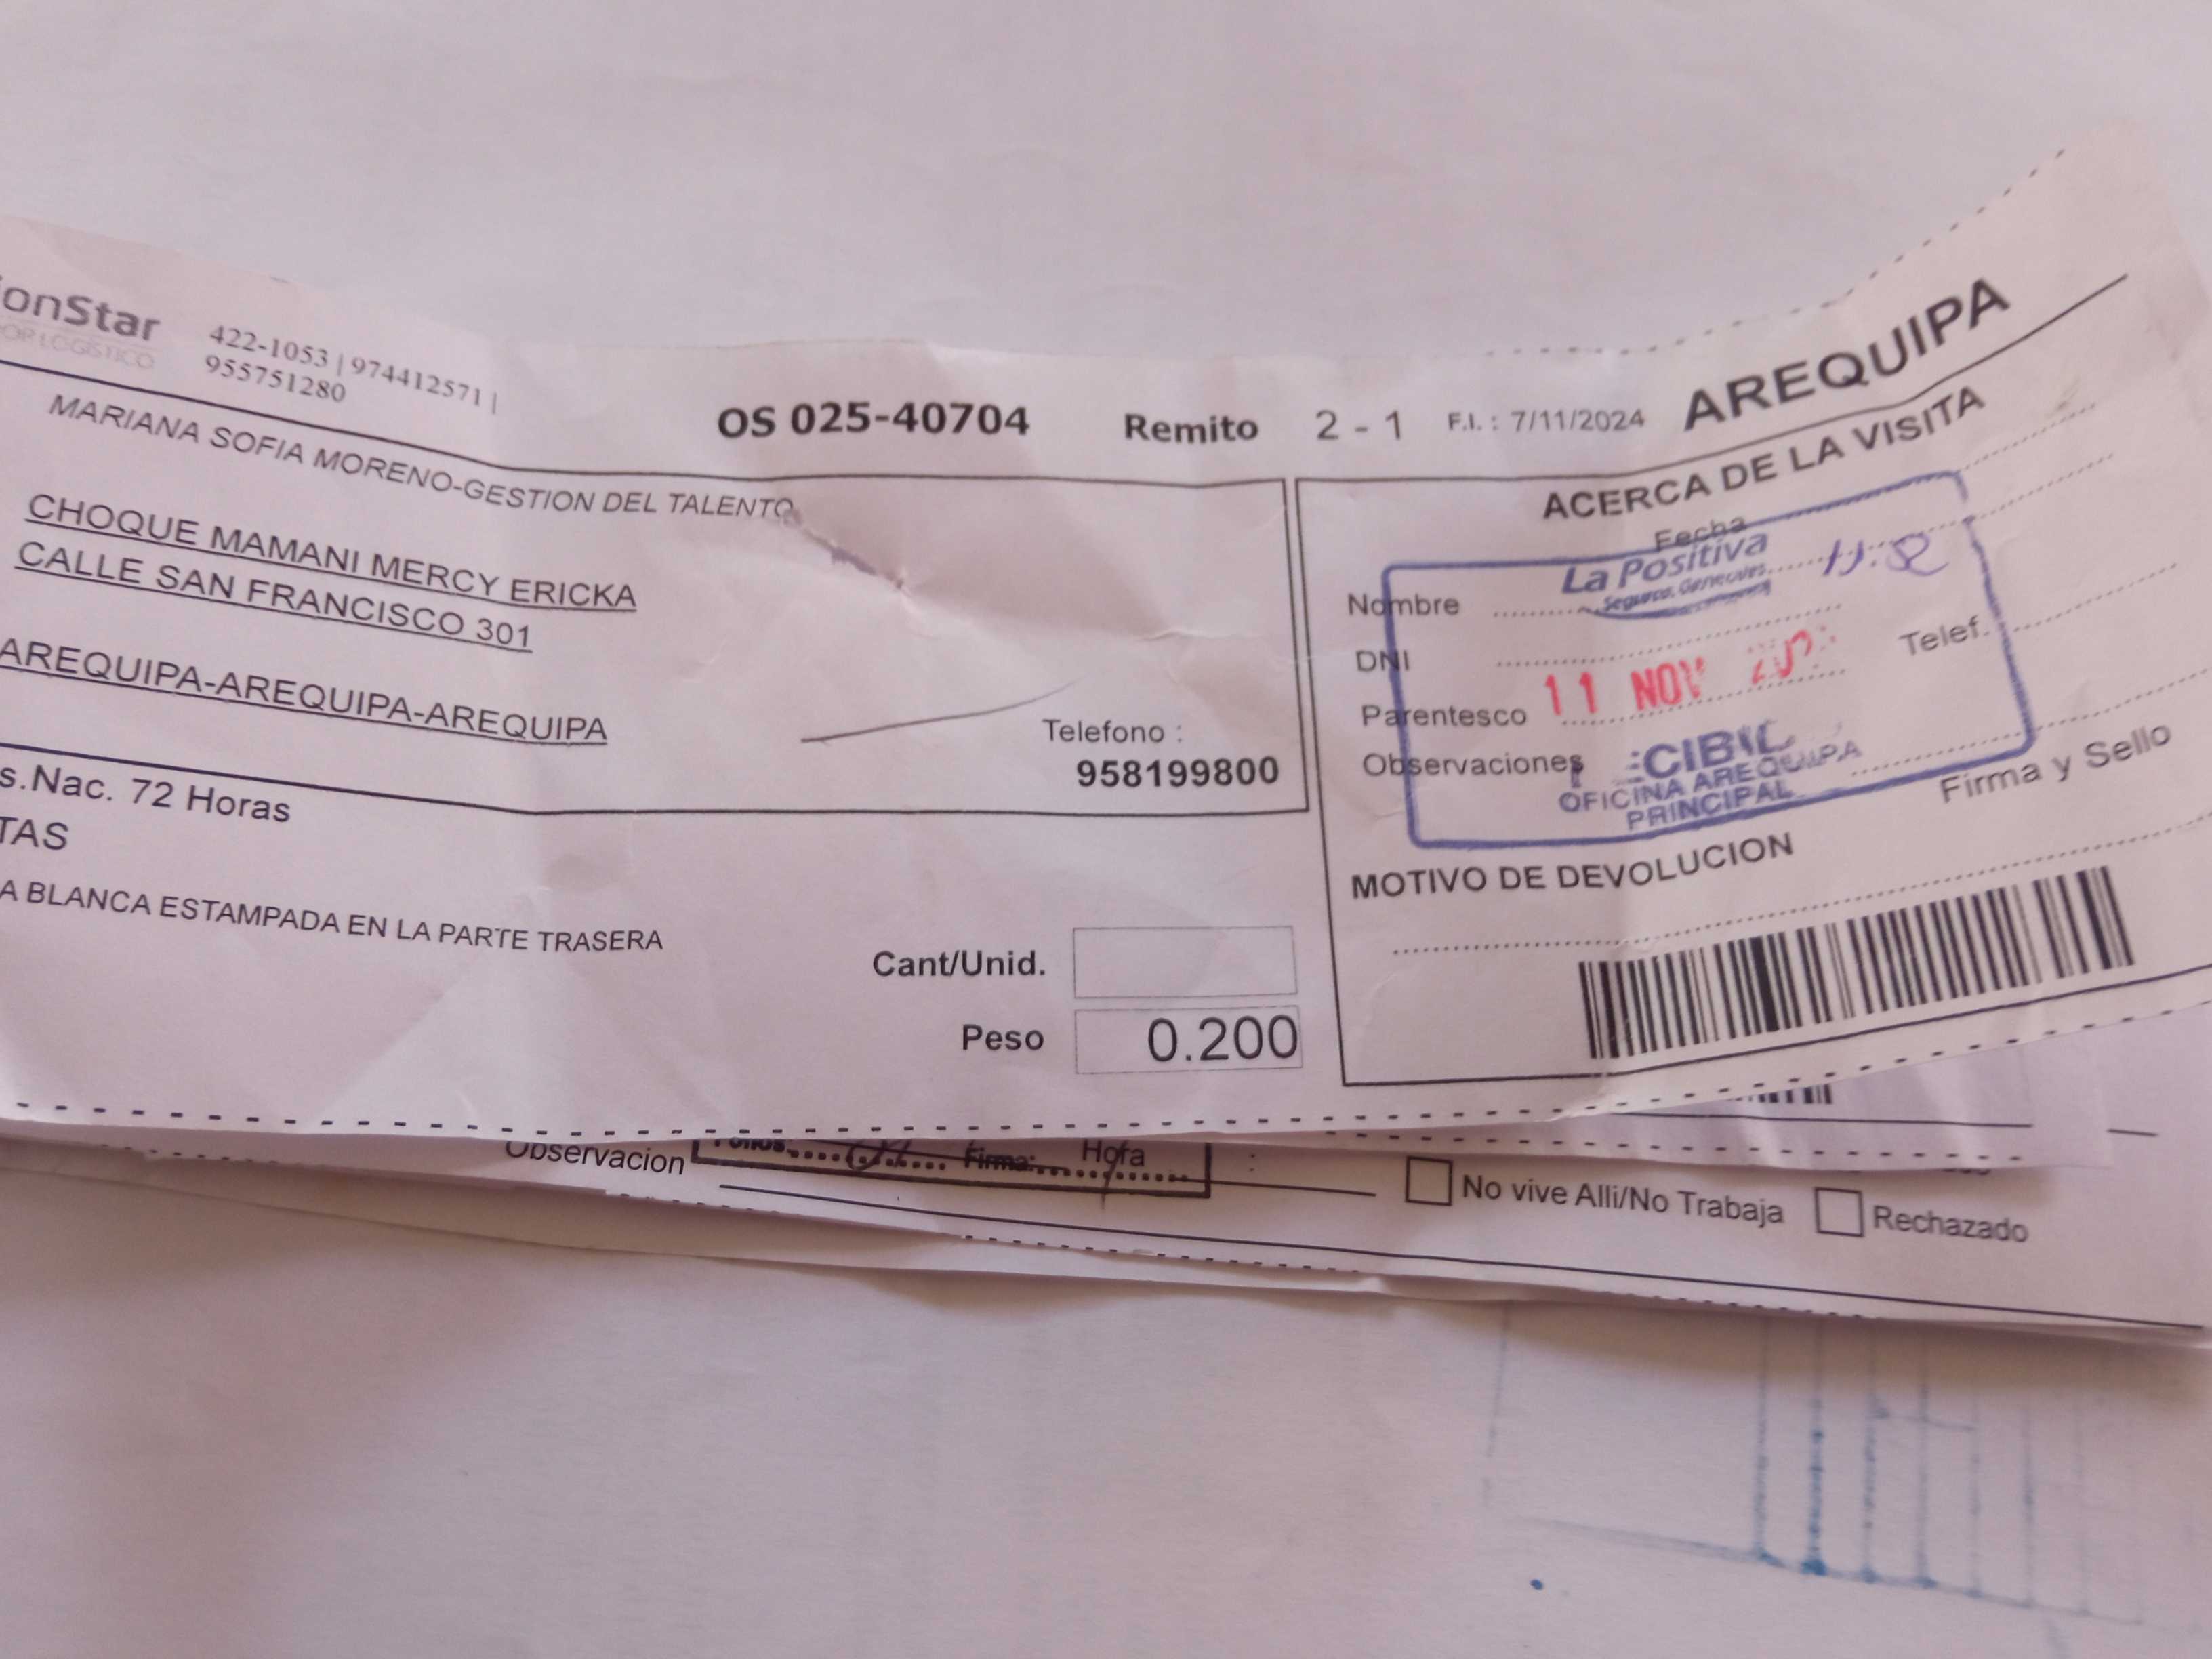 ionStar
422-1053 | 974412571 |
955751280
OS 025-40704 Remito 2 - 1 F.I. : 7/11/2024 AREQUIPA
MARIANA SOFIA MORENO-GESTION DEL TALENTO
CHOQUE MAMANI MERCY ERICKA
CALLE SAN FRANCISCO 301
AREQUIPA-AREQUIPA-AREQUIPA
Telefono :
958199800
s.Nac. 72 Horas
TAS
A BLANCA ESTAMPADA EN LA PARTE TRASERA
Cant/Unid.
Peso 0.200
ACERCA DE LA VISITA
Fecha
La Positiva
Seguros Generales
Nombre
DNI
Telef.
11 NOV
Parentesco
Observaciones
ECIBI
OFICINA AREQUIPA
PRINCIPAL
Firma y Sello
MOTIVO DE DEVOLUCION
Observacion
Firma: Hora :
No vive Alli/No Trabaja
Rechazado